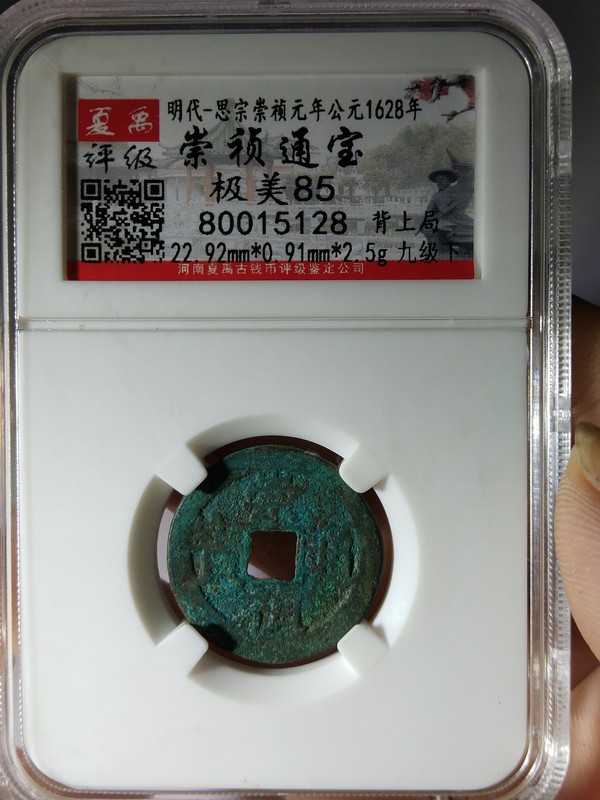 夏禹
评级
明代-思宗崇祯元年公元1628年
崇祯通宝
极美85
80015128 背上局
22.92mm*0.91mm*2.5g 九级下
河南夏禹古钱币评级鉴定公司